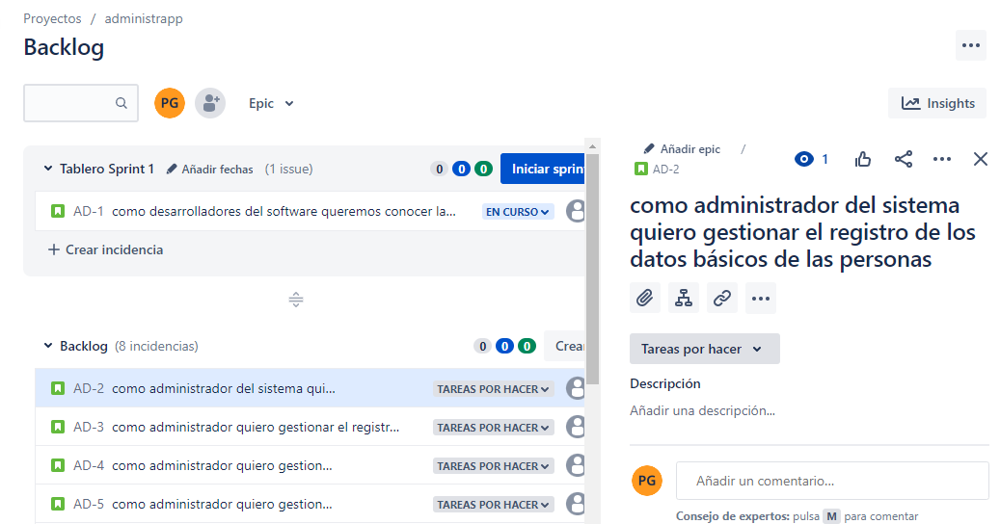 Proyectos / administrapp
Backlog
PG
Epic
Insights
Tablero Sprint 1 Añadir fechas (1 issue) 0 0 0 Iniciar sprint
AD-1 como desarrolladores del software queremos conocer la... EN CURSO
+ Crear incidencia
Backlog (8 incidencias) 0 0 0 Crear
AD-2 como administrador del sistema qui... TAREAS POR HACER
AD-3 como administrador quiero gestionar el registr... TAREAS POR HACER
AD-4 como administrador quiero gestion... TAREAS POR HACER
AD-5 como administrador quiero gestion... TAREAS POR HACER
Añadir epic /
AD-2
1
como administrador del sistema
quiero gestionar el registro de los
datos básicos de las personas
Tareas por hacer
Descripción
Añadir una descripción...
PG
Añadir un comentario...
Consejo de expertos: pulsa M para comentar